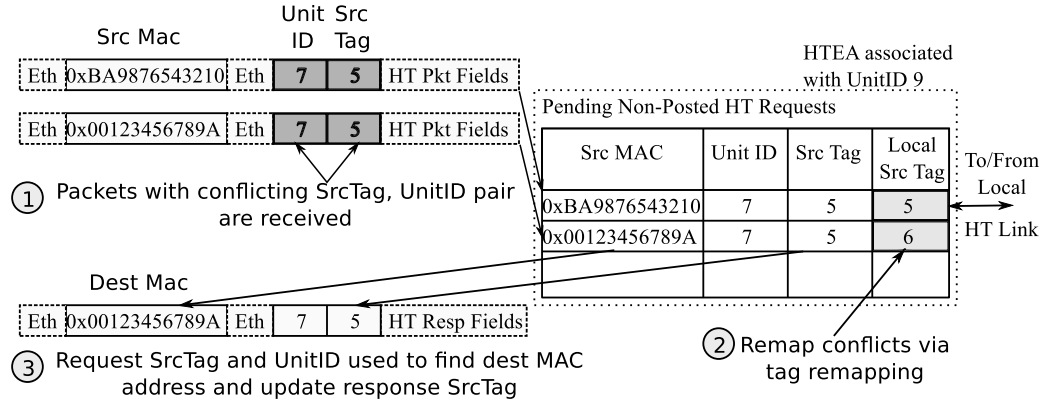 Unit Src
Src Mac ID Tag
Eth 0xBA9876543210 Eth 7 5 HT Pkt Fields
Eth 0x00123456789A Eth 7 5 HT Pkt Fields
1 Packets with conflicting SrcTag, UnitID pair
are received
HTEA associated
with UnitID 9
Pending Non-Posted HT Requests
Src MAC Unit ID Src Tag Local
Src Tag
0xBA9876543210 7 5 5
0x00123456789A 7 5 6
To/From
Local
HT Link
Dest Mac
Eth 0x00123456789A Eth 7 5 HT Resp Fields
2 Remap conflicts via
tag remapping
3 Request SrcTag and UnitID used to find dest MAC
address and update response SrcTag